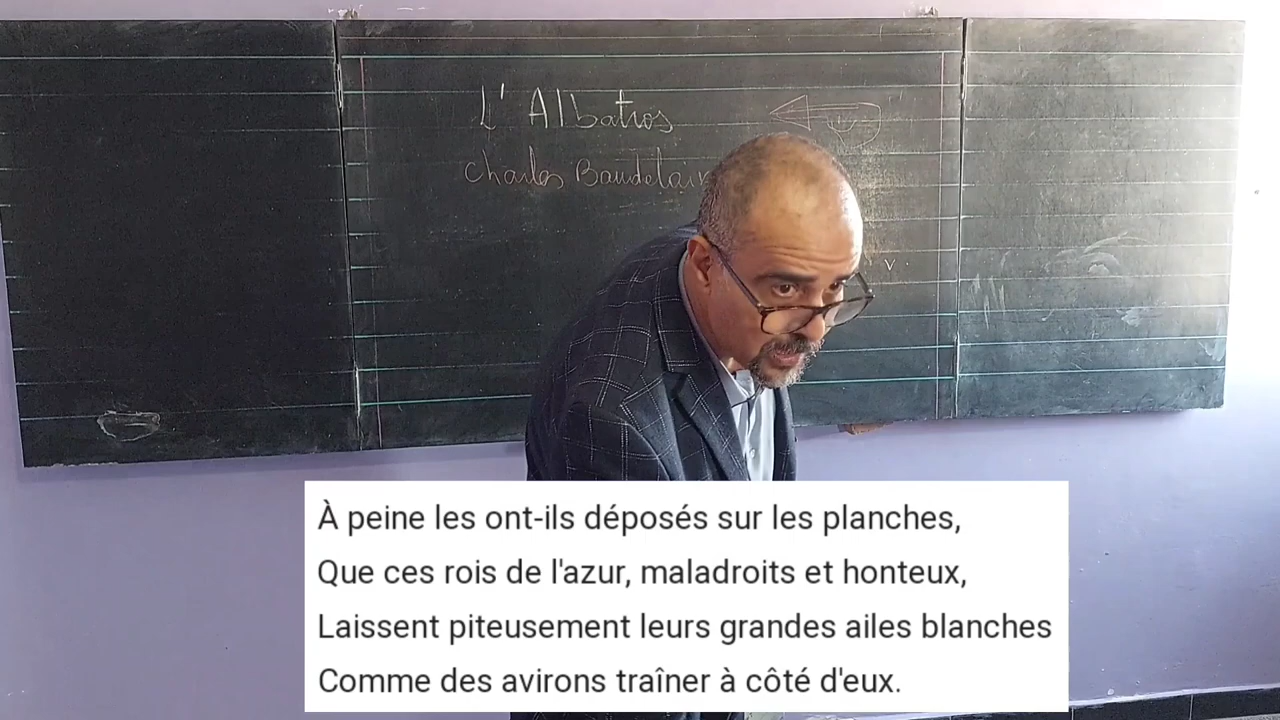 L'Albatros
Charles Baudelair
À peine les ont-ils déposés sur les planches,
Que ces rois de l'azur, maladroits et honteux,
Laissent piteusement leurs grandes ailes blanches
Comme des avirons traîner à côté d'eux.